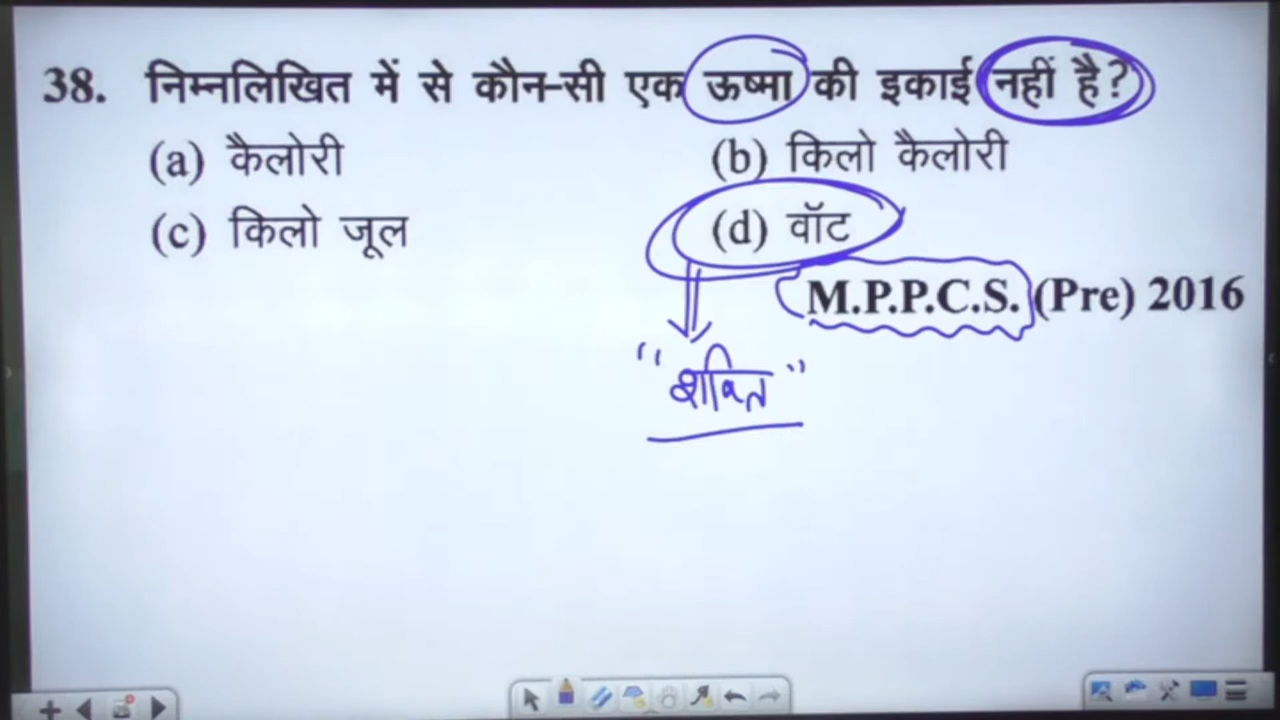 38. निम्नलिखित में से कौन-सी एक ऊष्मा की इकाई नहीं है?
(a) कैलोरी (b) किलो कैलोरी
(c) किलो जूल (d) वॉट
M.P.P.C.S. (Pre) 2016
"शक्ति"